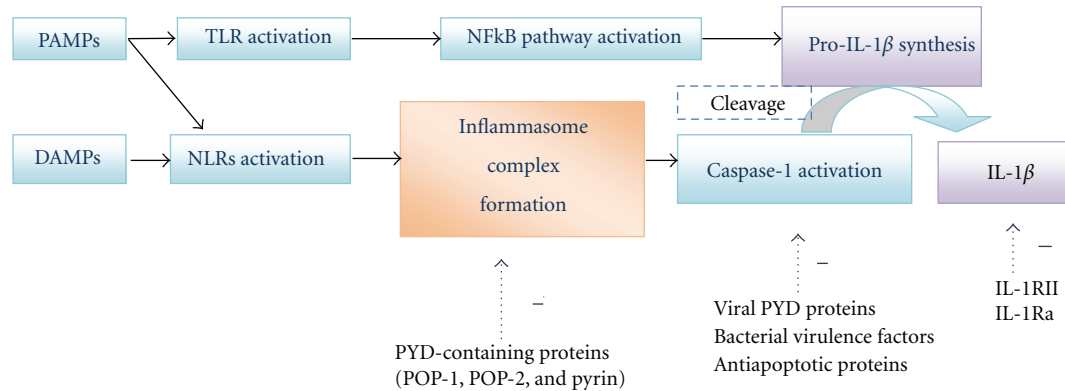 PAMPs
TLR activation
NFkB pathway activation
Pro-IL-1β synthesis
Cleavage
Inflammasome
complex
formation
DAMPs
NLRs activation
Caspase-1 activation
IL-1β
–
–
–
PYD-containing proteins
(POP-1, POP-2, and pyrin)
Viral PYD proteins
Bacterial virulence factors
Antiapoptotic proteins
IL-1RII
IL-1Ra